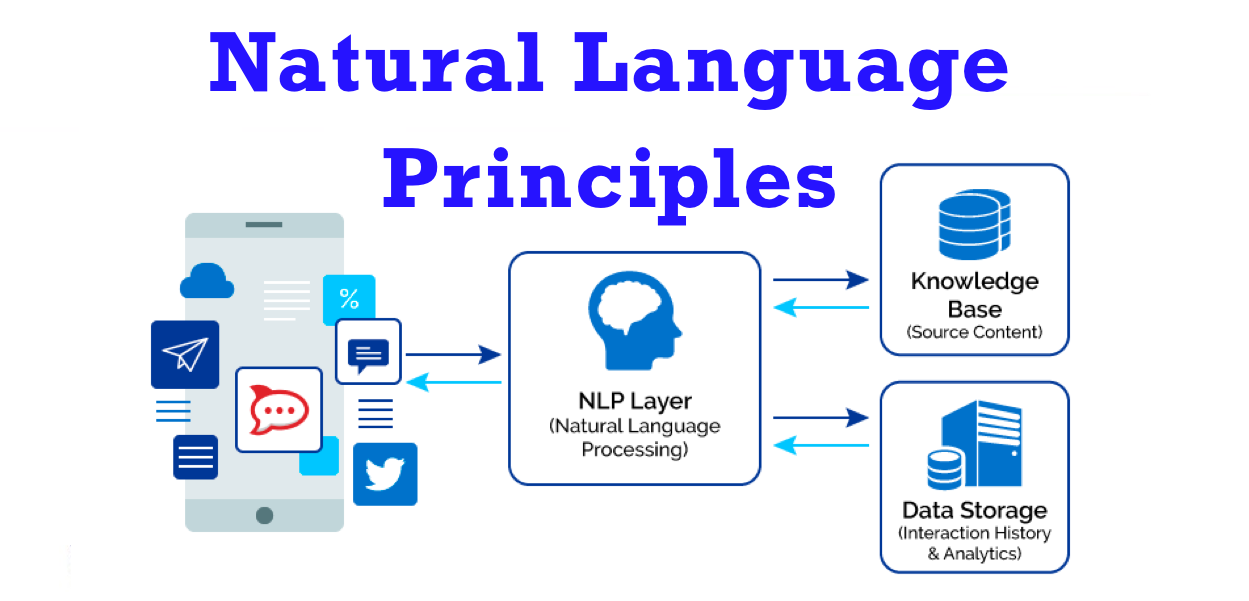 Natural Language
Principles
%
NLP Layer
(Natural Language
Processing)
Knowledge
Base
(Source Content)
Data Storage
(Interaction History
& Analytics)